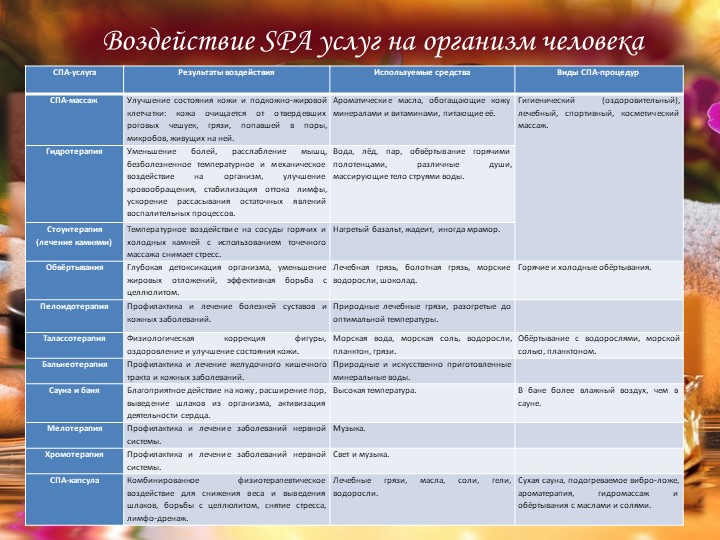 Воздействие SPA услуг на организм человека
СПА-услуга
Результаты воздействия
Используемые средства
Виды СПА-процедур
СПА-массаж
Улучшение состояния кожи и подкожно-жировой
клетчатки: кожа очищается от отвердевших
роговых чешуек, грязи, попавшей в поры,
микробов, живущих на ней.
Ароматические масла, обогащающие кожу
минералами и витаминами, питающие её.
Гигиенический (оздоровительный),
лечебный, спортивный, косметический
массаж.
Гидротерапия
Уменьшение болей, расслабление мышц,
безболезненное температурное и механическое
воздействие на организм, улучшение
кровообращения, стабилизация оттока лимфы,
ускорение рассасывания остаточных явлений
воспалительных процессов.
Вода, лёд, пар, обвёртывание горячими
полотенцами, различные души,
массирующие тело струями воды.
Стоунтерапия
(лечение камнями)
Температурное воздействие на сосуды горячих и
холодных камней с использованием точечного
массажа снимает стресс.
Нагретый базальт, жадеит, иногда мрамор.
Обвёртывания
Глубокая детоксикация организма, уменьшение
жировых отложений, эффективная борьба с
целлюлитом.
Лечебная грязь, болотная грязь, морские
водоросли, шоколад.
Горячие и холодные обёртывания.
Пелоидотерапия
Профилактика и лечение болезней суставов и
кожных заболеваний.
Природные лечебные грязи, разогретые до
оптимальной температуры.
Талассотерапия
Физиологическая коррекция фигуры,
оздоровление и улучшение состояния кожи.
Морская вода, морская соль, водоросли,
планктон, грязи.
Обёртывания с водорослями, морской
солью, планктоном.
Бальнеотерапия
Профилактика и лечение желудочного кишечного
тракта и кожных заболеваний.
Природные и искусственно приготовленные
минеральные воды.
Сауна и баня
Благоприятное действие на кожу, расширение пор,
выведение шлаков из организма, активизация
деятельности сердца.
Высокая температура.
В бане более влажный воздух, чем в
сауне.
Мелотерапия
Профилактика и лечение заболеваний нервной
системы.
Музыка.
Хромотерапия
Профилактика и лечение заболеваний нервной
системы.
Свет и музыка.
СПА-капсула
Комбинированное физиотерапевтическое
воздействие для снижения веса и выведения
шлаков, борьбы с целлюлитом, снятие стресса,
лимфо-дренаж.
Лечебные грязи, масла, соли, гели,
водоросли.
Сухая сауна, подогреваемое вибро-ложе,
ароматерапия, гидромассаж и
обёртывания с маслами и солями.